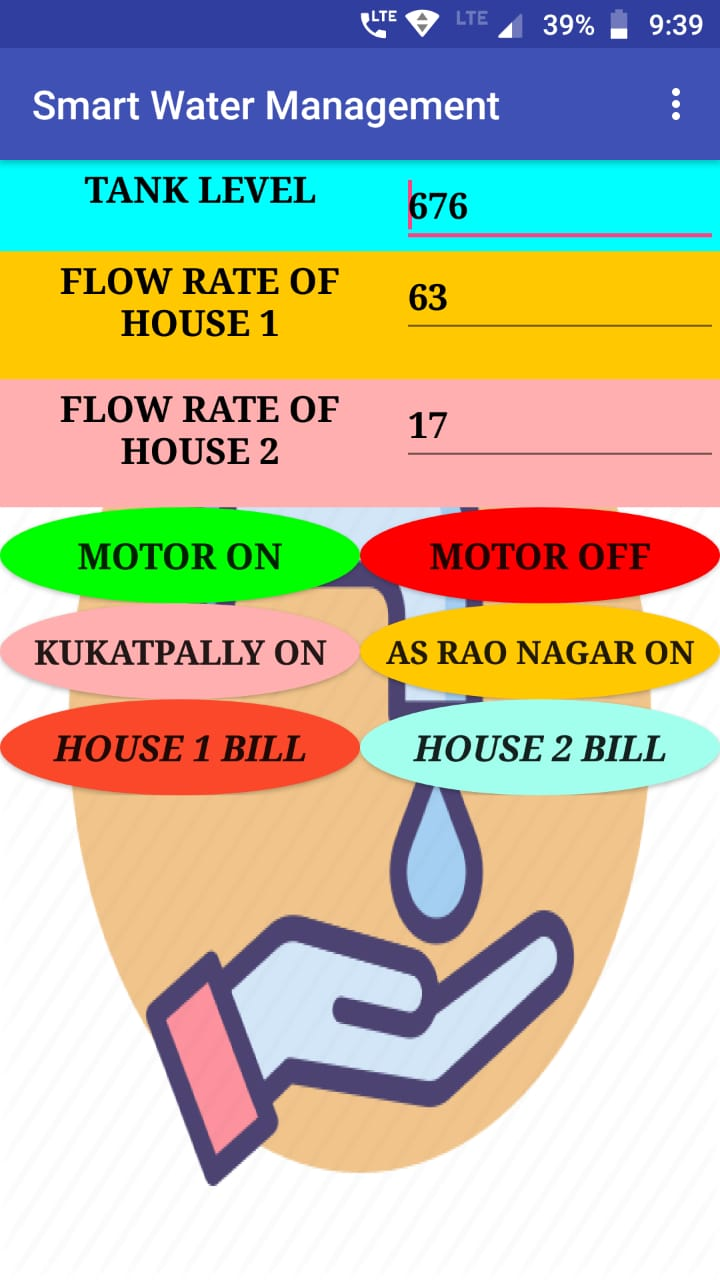 LTE LTE 39% 9:39
Smart Water Management
TANK LEVEL 676
FLOW RATE OF
HOUSE 1
63
FLOW RATE OF
HOUSE 2
17
MOTOR ON MOTOR OFF
KUKATPALLY ON AS RAO NAGAR ON
HOUSE 1 BILL HOUSE 2 BILL